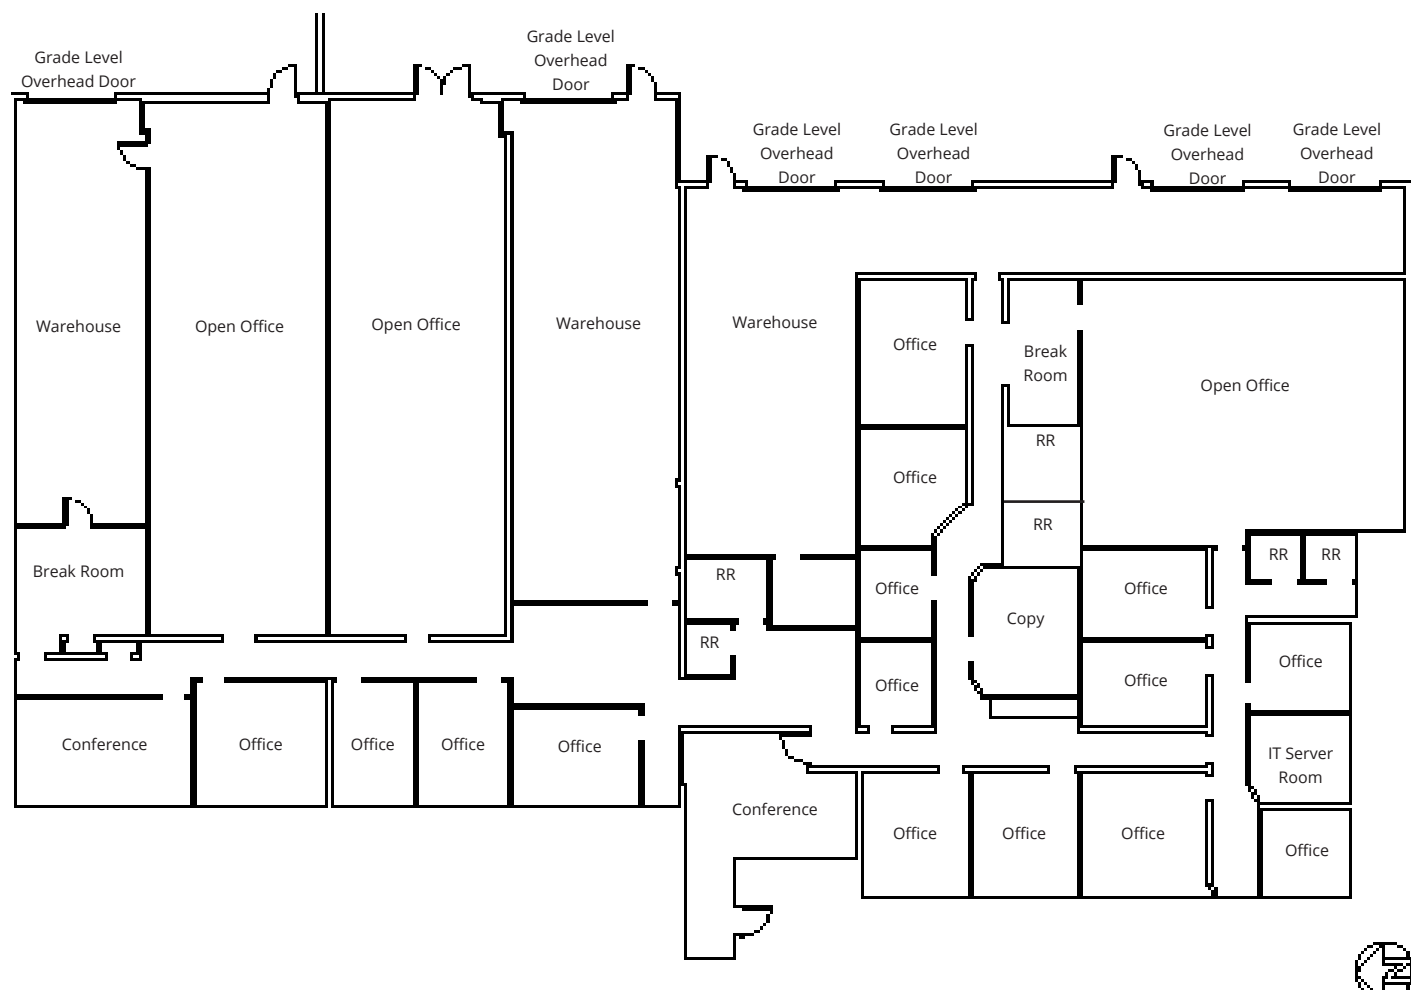 Grade Level
Overhead Door
Grade Level
Overhead
Door
Grade Level
Overhead
Door
Grade Level
Overhead
Door
Grade Level
Overhead
Door
Grade Level
Overhead
Door
Warehouse
Open Office
Open Office
Warehouse
Warehouse
Office
Break
Room
Open Office
RR
Office
RR
Break Room
RR
Office
Copy
Office
RR
RR
RR
Office
Office
Office
Conference
Office
Office
Office
Office
IT Server
Room
Conference
Office
Office
Office
Office